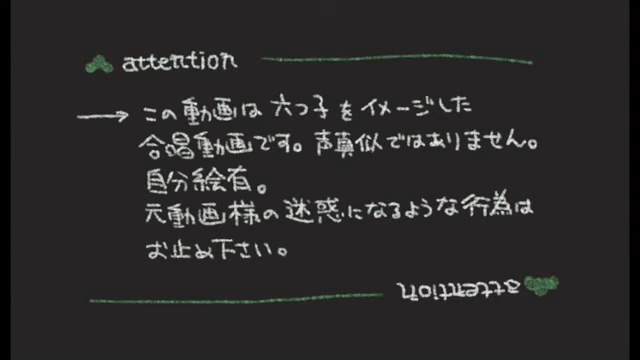 attention
→ この動画は六つ子をイメージした
合唱動画です。声真似ではありません。
自分絵有。
元動画様の迷惑になるような行為は
お止め下さい。
attention